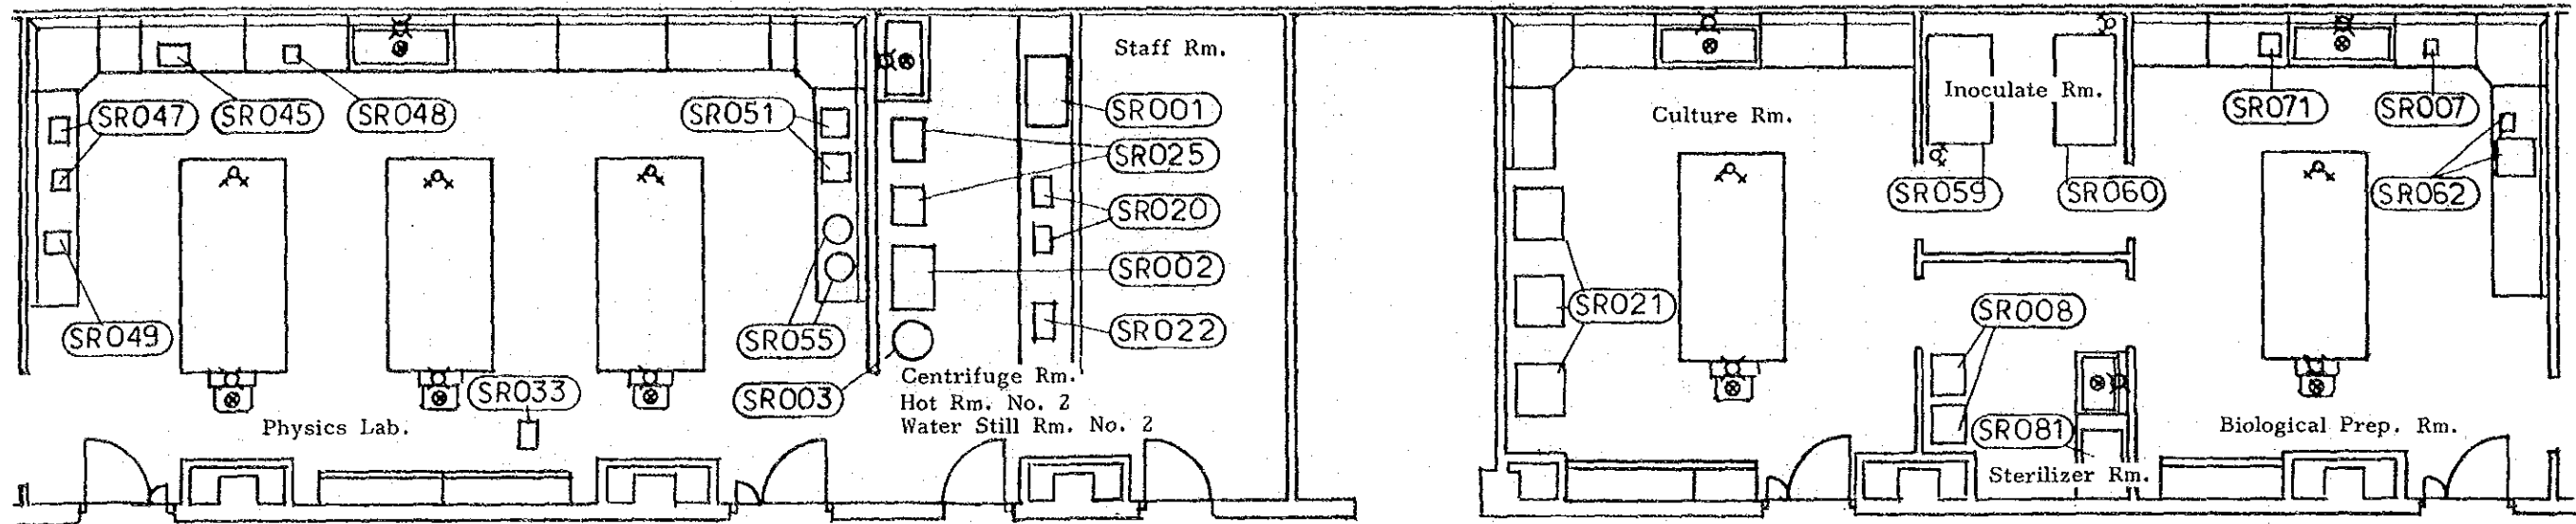 Staff Rm.
SR047
SR045
SR048
SR051
SR001
SR025
SR020
SR002
SR022
SR049
SR055
SR033
SR003
Physics Lab.
Centrifuge Rm.
Hot Rm. No. 2
Water Still Rm. No. 2
Culture Rm.
Inoculate Rm.
SR071
SR007
SR059
SR060
SR062
SR021
SR008
SR081
Biological Prep. Rm.
Sterilizer Rm.